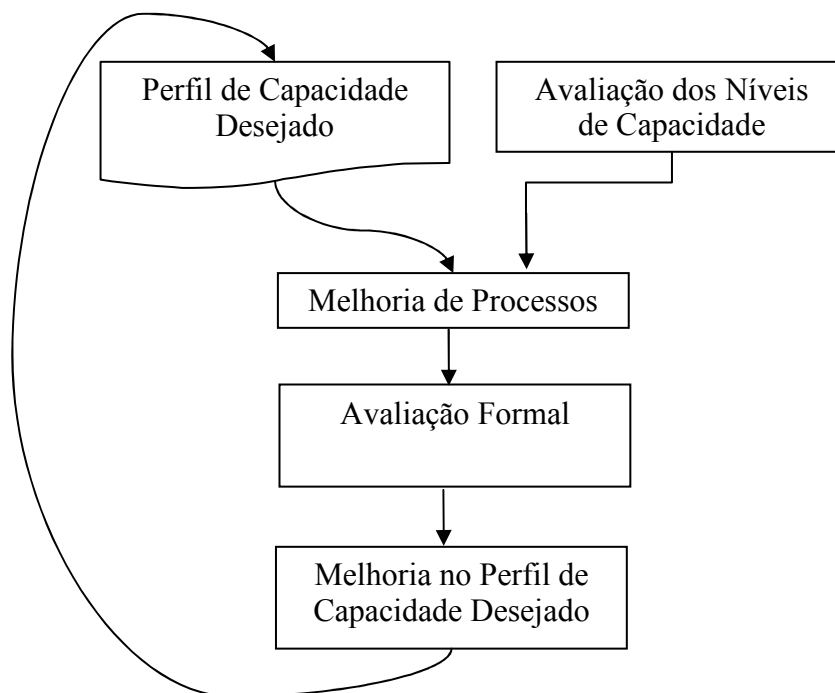 Perfil de Capacidade
Desejado
Avaliação dos Níveis
de Capacidade
Melhoria de Processos
Avaliação Formal
Melhoria no Perfil de
Capacidade Desejado